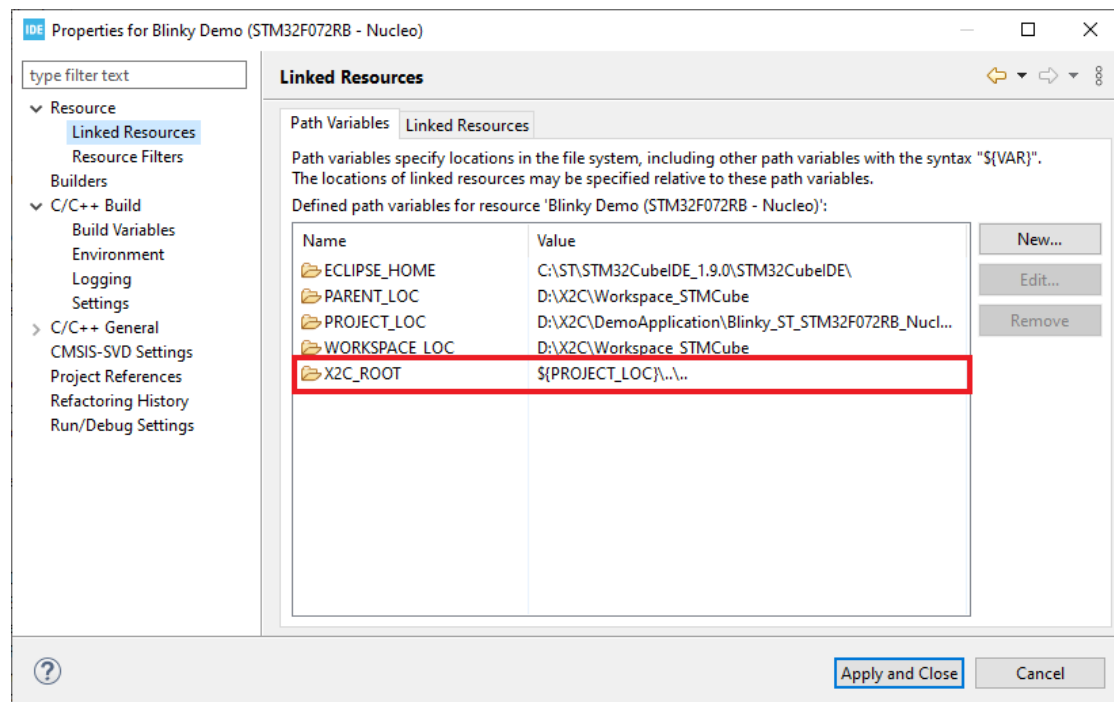 IDE Properties for Blinky Demo (STM32F072RB - Nucleo)
type filter text
Linked Resources
Resource
Linked Resources
Resource Filters
Builders
C/C++ Build
Build Variables
Environment
Logging
Settings
C/C++ General
CMSIS-SVD Settings
Project References
Refactoring History
Run/Debug Settings
Path Variables Linked Resources
Path variables specify locations in the file system, including other path variables with the syntax "${VAR}".
The locations of linked resources may be specified relative to these path variables.
Defined path variables for resource 'Blinky Demo (STM32F072RB - Nucleo)':
Name Value
ECLIPSE_HOME C:\ST\STM32CubeIDE_1.9.0\STM32CubeIDE\
PARENT_LOC D:\X2C\Workspace_STMCube
PROJECT_LOC D:\X2C\DemoApplication\Blinky_ST_STM32F072RB_Nucl...
WORKSPACE_LOC D:\X2C\Workspace_STMCube
X2C_ROOT ${PROJECT_LOC}\..\..
New...
Edit...
Remove
? Apply and Close Cancel